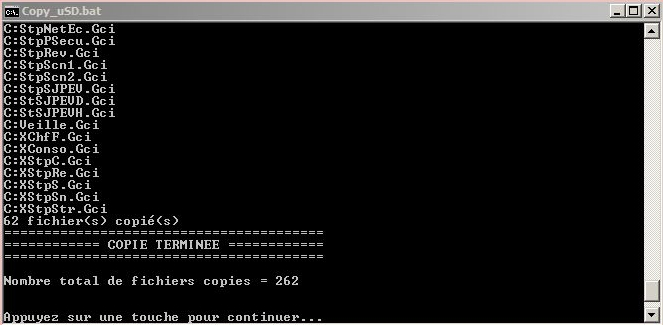 Copy_uSD.bat
C:StpNetEc.Gci
C:StpPSecu.Gci
C:StpRev.Gci
C:StpScn1.Gci
C:StpScn2.Gci
C:StpSJPEV.Gci
C:StSJPEVD.Gci
C:StSJPEVH.Gci
C:Veille.Gci
C:XChfF.Gci
C:XConso.Gci
C:XStpC.Gci
C:XStpRe.Gci
C:XStpS.Gci
C:XStpSn.Gci
C:XStpStr.Gci
62 fichier(s) copié(s)
========================================
============ COPIE TERMINEE ============
========================================
Nombre total de fichiers copies = 262
Appuyez sur une touche pour continuer...